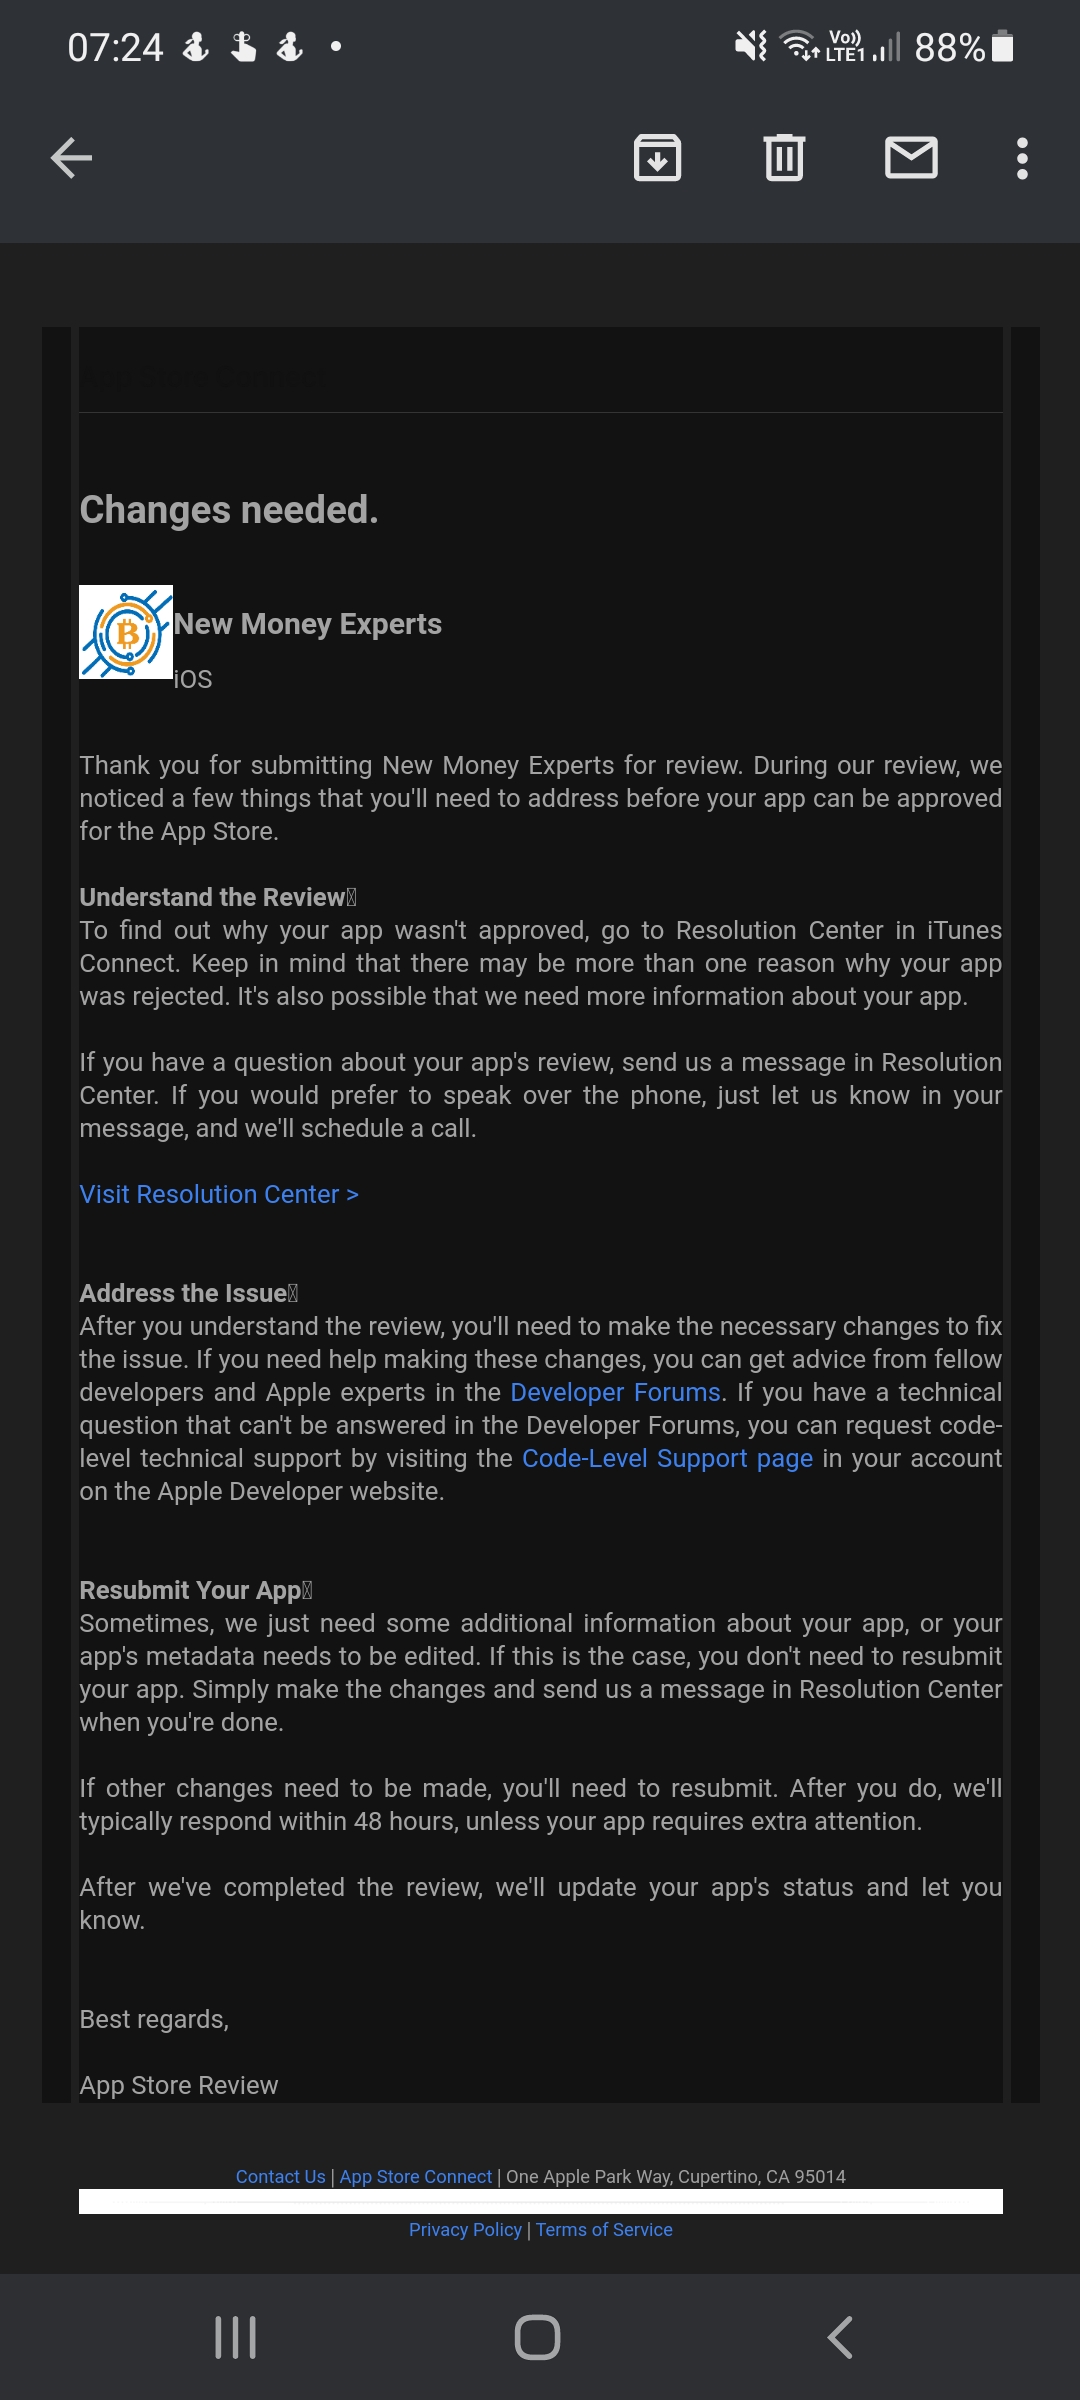 07:24
Vo))
LTE1
88%
App Store Connect
Changes needed.
New Money Experts
iOS
Thank you for submitting New Money Experts for review. During our review, we
noticed a few things that you'll need to address before your app can be approved
for the App Store.
Understand the Review
To find out why your app wasn't approved, go to Resolution Center in iTunes
Connect. Keep in mind that there may be more than one reason why your app
was rejected. It's also possible that we need more information about your app.
If you have a question about your app's review, send us a message in Resolution
Center. If you would prefer to speak over the phone, just let us know in your
message, and we'll schedule a call.
Visit Resolution Center >
Address the Issue
After you understand the review, you'll need to make the necessary changes to fix
the issue. If you need help making these changes, you can get advice from fellow
developers and Apple experts in the Developer Forums. If you have a technical
question that can't be answered in the Developer Forums, you can request code-
level technical support by visiting the Code-Level Support page in your account
on the Apple Developer website.
Resubmit Your App
Sometimes, we just need some additional information about your app, or your
app's metadata needs to be edited. If this is the case, you don't need to resubmit
your app. Simply make the changes and send us a message in Resolution Center
when you're done.
If other changes need to be made, you'll need to resubmit. After you do, we'll
typically respond within 48 hours, unless your app requires extra attention.
After we've completed the review, we'll update your app's status and let you
know.
Best regards,
App Store Review
Contact Us | App Store Connect | One Apple Park Way, Cupertino, CA 95014
Privacy Policy | Terms of Service